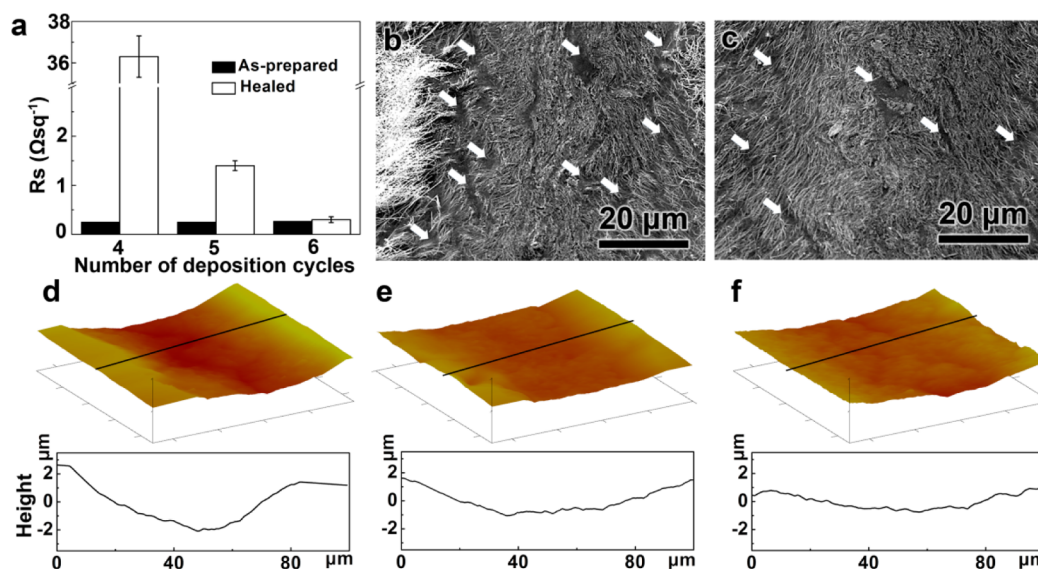 a
38
36
2
1
0
Rs (Ωsq⁻¹)
As-prepared
Healed
4 5 6
Number of deposition cycles
b
20 µm
c
20 µm
d
e
f
µm
2
0
-2
Height
0 40 80 µm
µm
2
0
-2
0 40 80 µm
µm
2
0
-2
0 40 80 µm